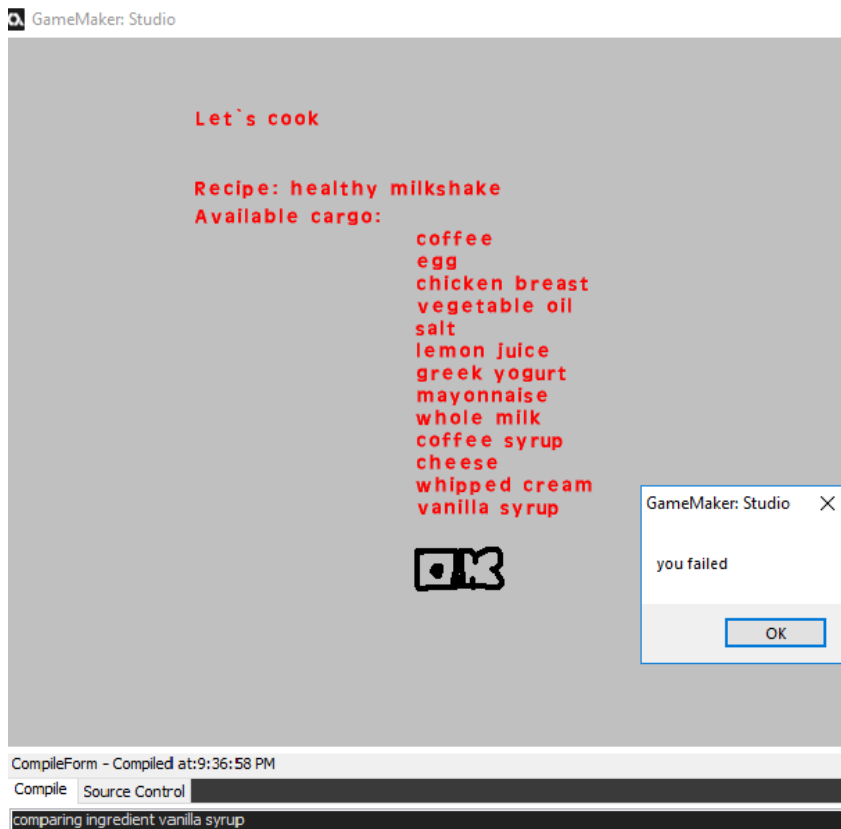 GameMaker: Studio
Let`s cook
Recipe: healthy milkshake
Available cargo:
coffee
egg
chicken breast
vegetable oil
salt
lemon juice
greek yogurt
mayonnaise
whole milk
coffee syrup
cheese
whipped cream
vanilla syrup
OK
GameMaker: Studio
you failed
OK
CompileForm - Compiled at:9:36:58 PM
Compile Source Control
comparing ingredient vanilla syrup